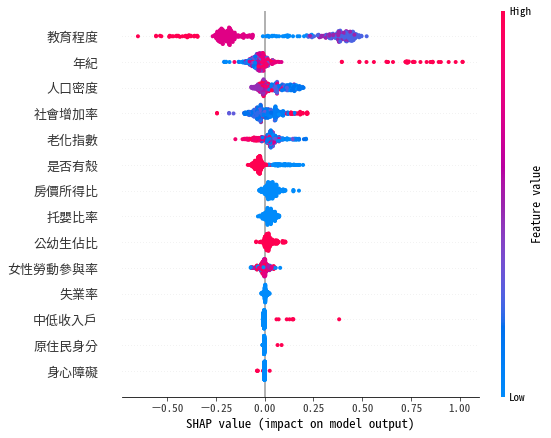 High
教育程度
年紀
人口密度
社會增加率
老化指數
是否有殼
房價所得比
托嬰比率
公幼生佔比
女性勞動參與率
失業率
中低收入戶
原住民身分
身心障礙
Feature value
Low
−0.50 −0.25 0.00 0.25 0.50 0.75 1.00
SHAP value (impact on model output)